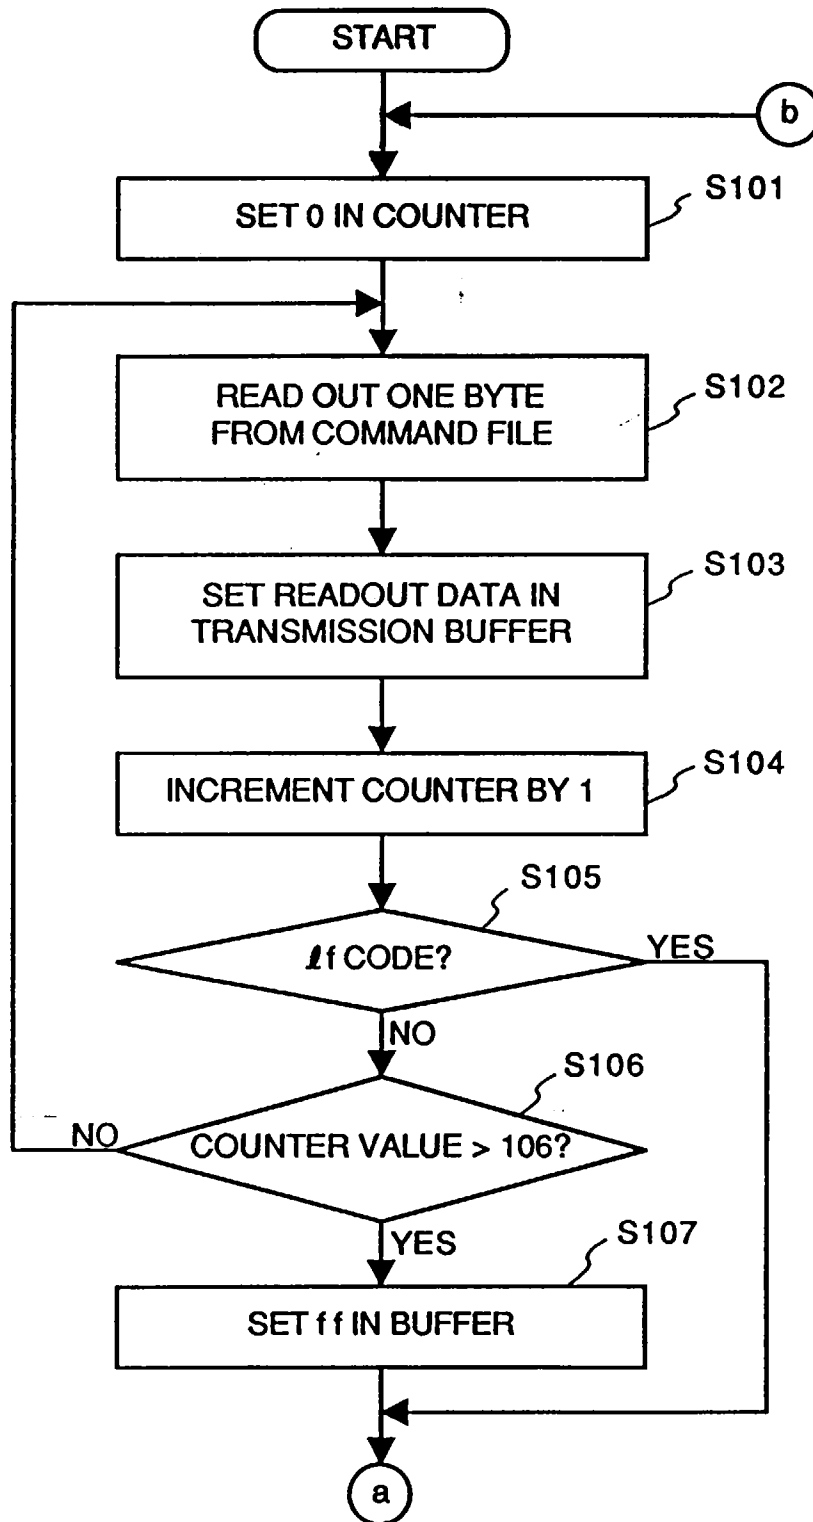 START
b
S101
SET 0 IN COUNTER
S102
READ OUT ONE BYTE
FROM COMMAND FILE
S103
SET READOUT DATA IN
TRANSMISSION BUFFER
S104
INCREMENT COUNTER BY 1
S105
ℓf CODE?
YES
NO
S106
NO
COUNTER VALUE > 106?
YES
S107
SET f f IN BUFFER
a